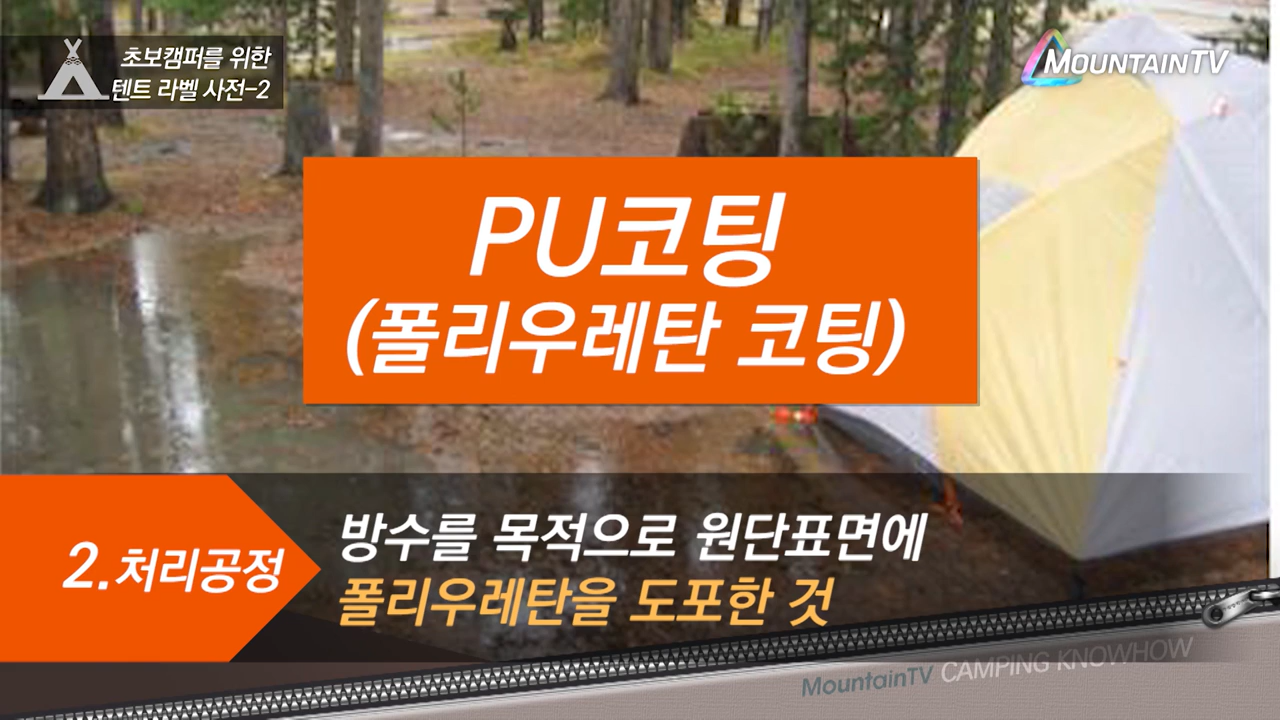 초보캠퍼를 위한
텐트 라벨 사전-2
MOUNTAINTV
PU코팅
(폴리우레탄 코팅)
2.처리공정
방수를 목적으로 원단표면에
폴리우레탄을 도포한 것
MountainTV CAMPING KNOWHOW